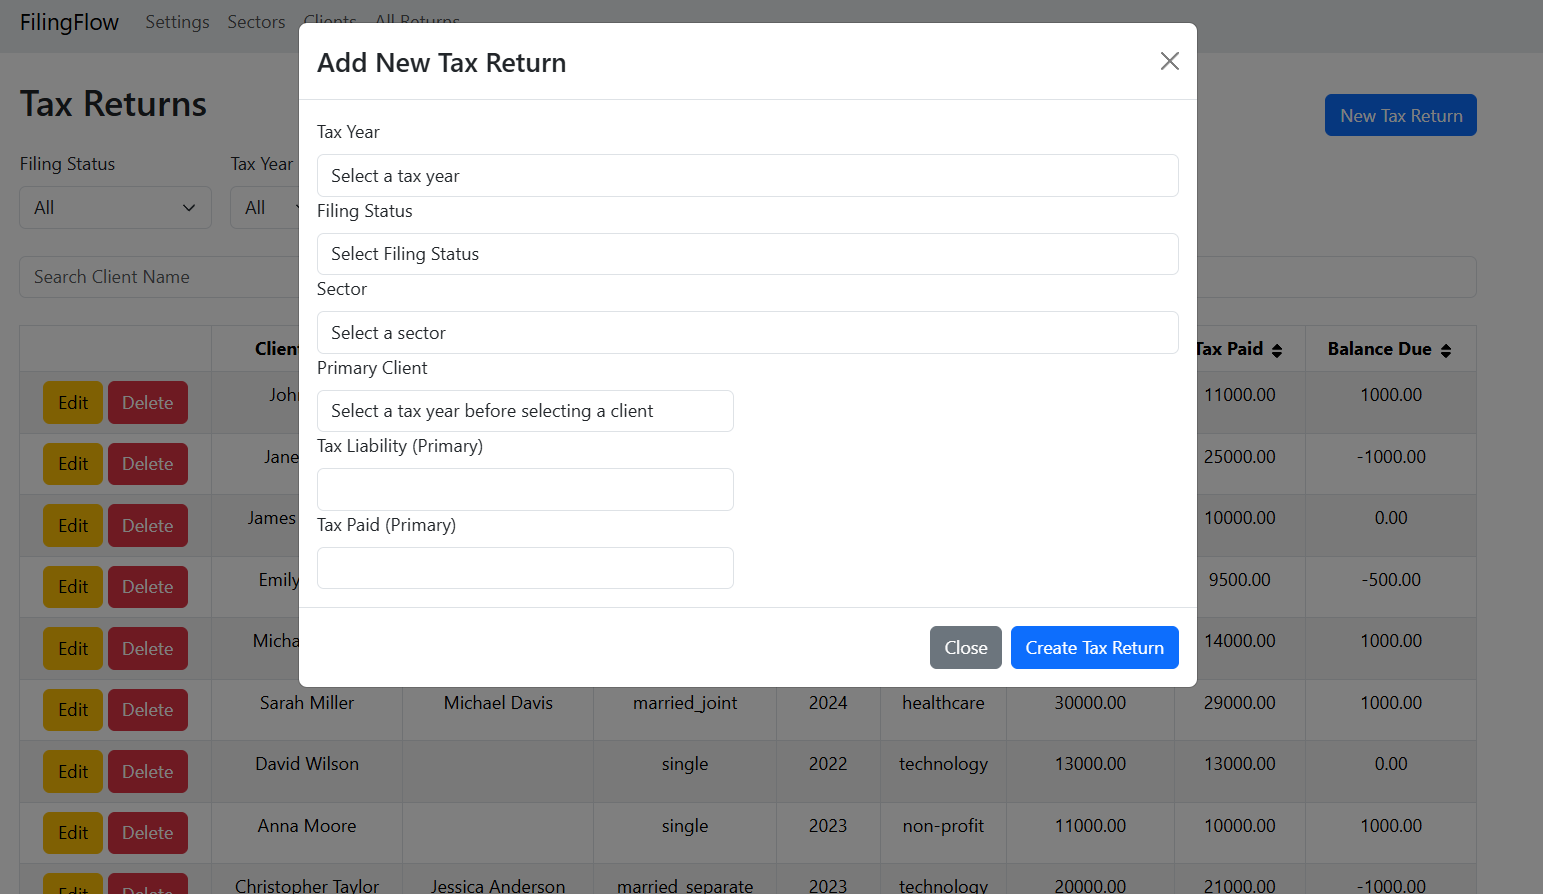 FilingFlow Settings Sectors Clients All Returns
Add New Tax Return
Tax Returns
New Tax Return
Tax Year
Filing Status Tax Year
Select a tax year
All All
Filing Status
Select Filing Status
Search Client Name
Sector
Select a sector
Client Tax Paid Balance Due
Primary Client
Edit Delete John 11000.00 1000.00
Select a tax year before selecting a client
Tax Liability (Primary)
Edit Delete Jane 25000.00 -1000.00
Edit Delete James 10000.00 0.00
Tax Paid (Primary)
Edit Delete Emily 9500.00 -500.00
Edit Delete Micha 14000.00 1000.00
Close Create Tax Return
Edit Delete Sarah Miller Michael Davis married_joint 2024 healthcare 30000.00 29000.00 1000.00
Edit Delete David Wilson single 2022 technology 13000.00 13000.00 0.00
Edit Delete Anna Moore single 2023 non-profit 11000.00 10000.00 1000.00
Edit Delete Christopher Taylor Jessica Anderson married_separate 2023 technology 20000.00 21000.00 -1000.00